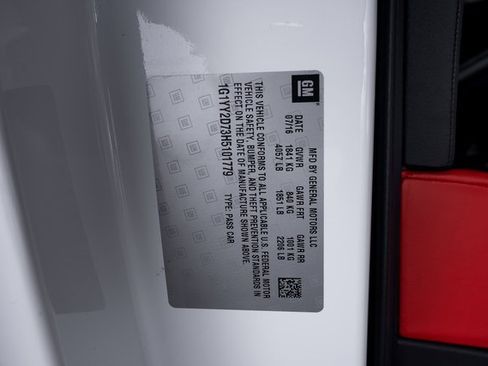 GM
MFD BY GENERAL MOTORS LLC
DATE GVWR GAWR FRT GAWR RR
07/16 1841 KG 840 KG 1001 KG
4057 LB 1851 LB 2206 LB
THIS VEHICLE CONFORMS TO ALL APPLICABLE U.S. FEDERAL MOTOR
VEHICLE SAFETY, BUMPER, AND THEFT PREVENTION STANDARDS IN
EFFECT ON THE DATE OF MANUFACTURE SHOWN ABOVE.
1G1YY2D73H5101779 TYPE: PASS CAR